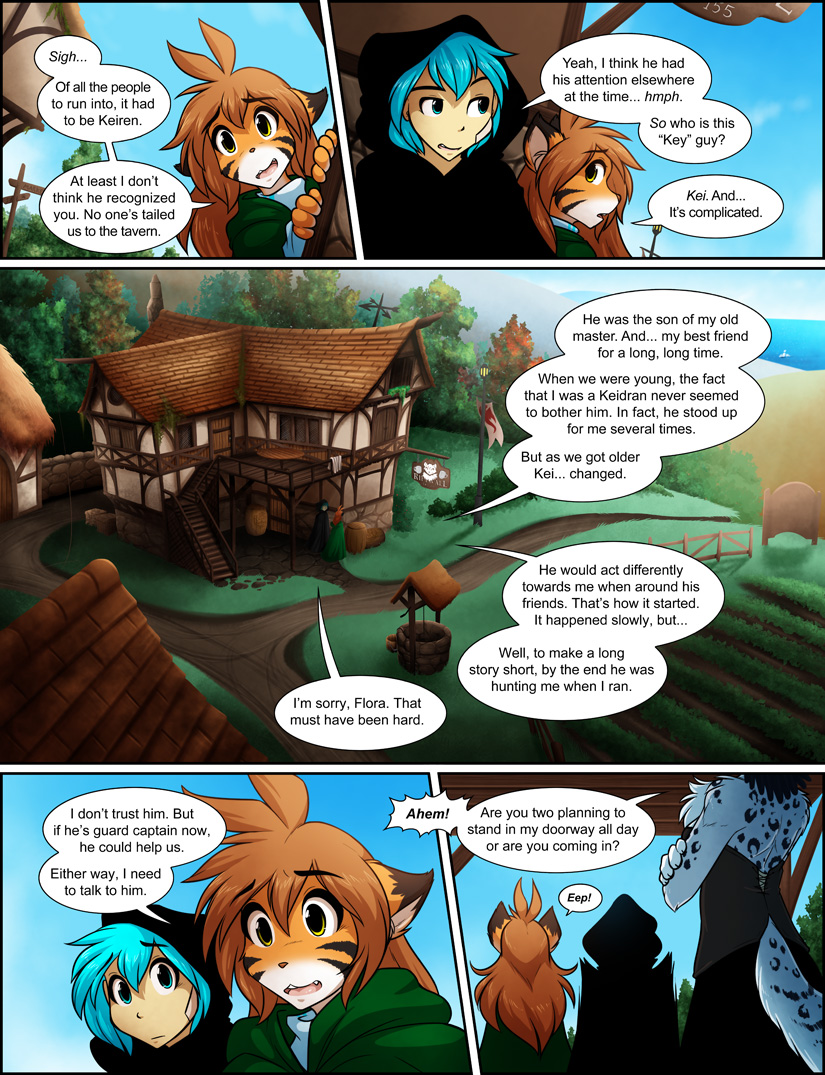 Sigh...
Of all the people
to run into, it had
to be Keiren.
At least I don't
think he recognized
you. No one's tailed
us to the tavern.
155
Yeah, I think he had
his attention elsewhere
at the time... hmph.
So who is this
"Key" guy?
Kei. And...
It's complicated.
He was the son of my old
master. And... my best friend
for a long, long time.
When we were young, the fact
that I was a Keidran never seemed
to bother him. In fact, he stood up
for me several times.
But as we got older
Kei... changed.
He would act differently
towards me when around his
friends. That's how it started.
It happened slowly, but...
Well, to make a long
story short, by the end he was
hunting me when I ran.
I'm sorry, Flora. That
must have been hard.
I don't trust him. But
if he's guard captain now,
he could help us.
Either way, I need
to talk to him.
Ahem!
Are you two planning to
stand in my doorway all day
or are you coming in?
Eep!